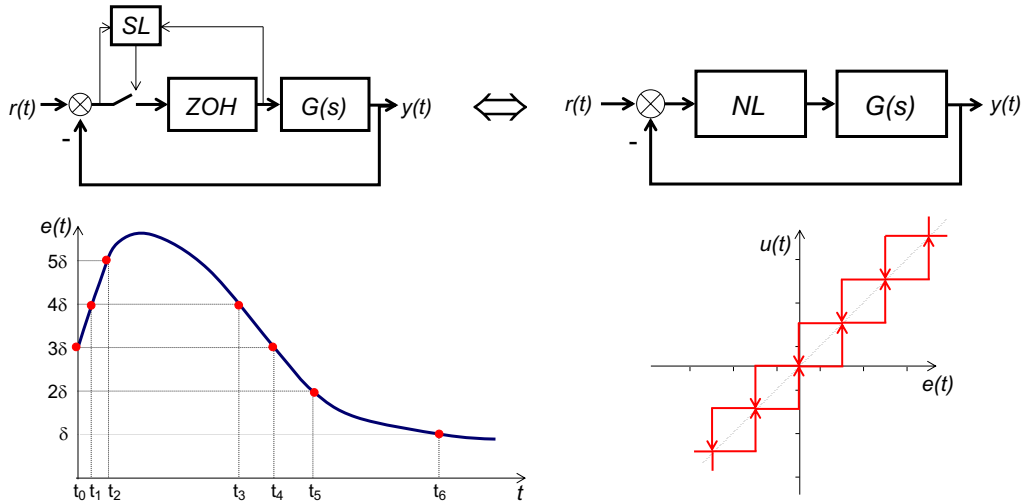 SL
r(t) ZOH G(s) y(t)
-
r(t) NL G(s) y(t)
-
e(t)
5δ
4δ
3δ
2δ
δ
t0 t1 t2 t3 t4 t5 t6 t
u(t)
e(t)